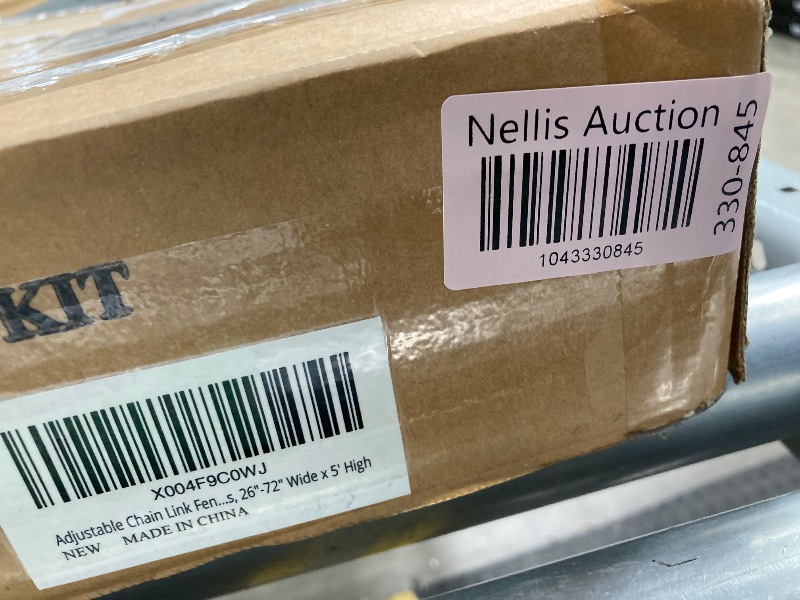 Nellis Auction
1043330845
330-845
KIT
X004F9C0WJ
Adjustable Chain Link Fen...s, 26"-72" Wide x 5' High
NEW MADE IN CHINA